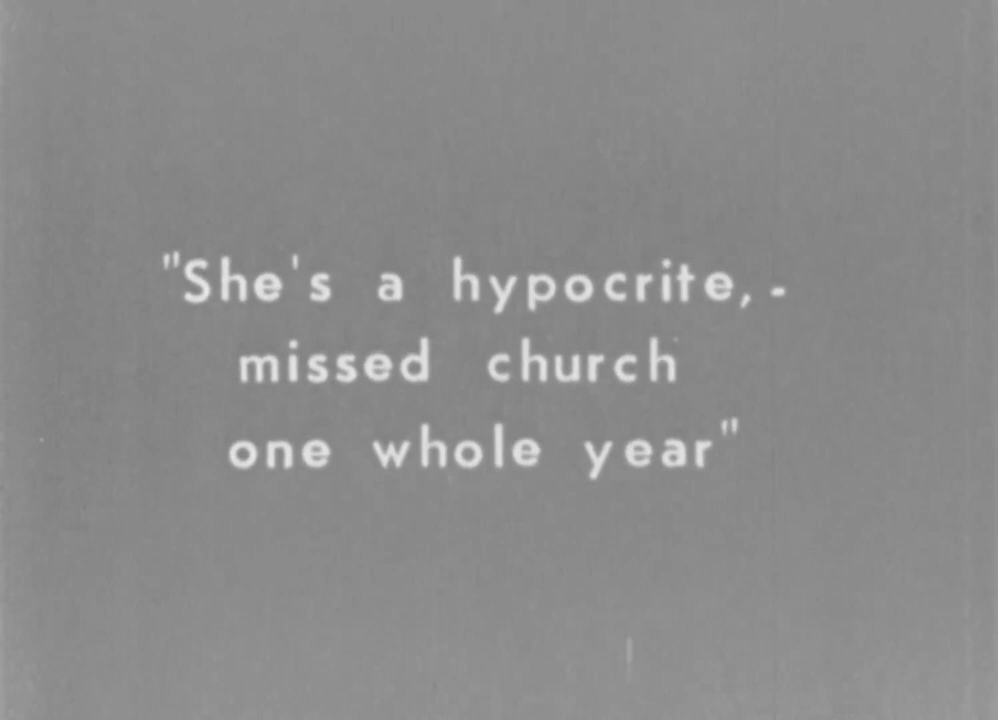 "She's a hypocrite,-
missed church
one whole year"